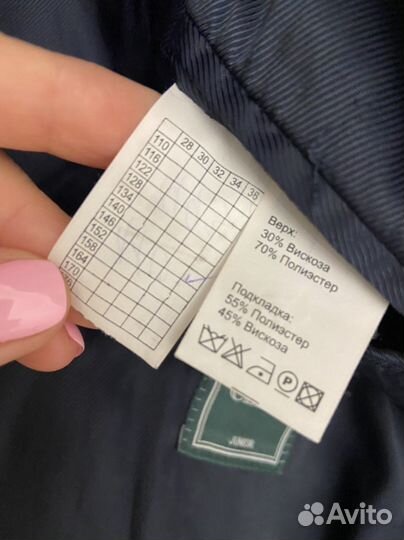 28 30 32 34 36
110
116
122
128
134
140
146
152
158
164
170
Верх:
30% Вискоза
70% Полиэстер
Подкладка:
55% Полиэстер
45% Вискоза
P
JUNIOR
Avito